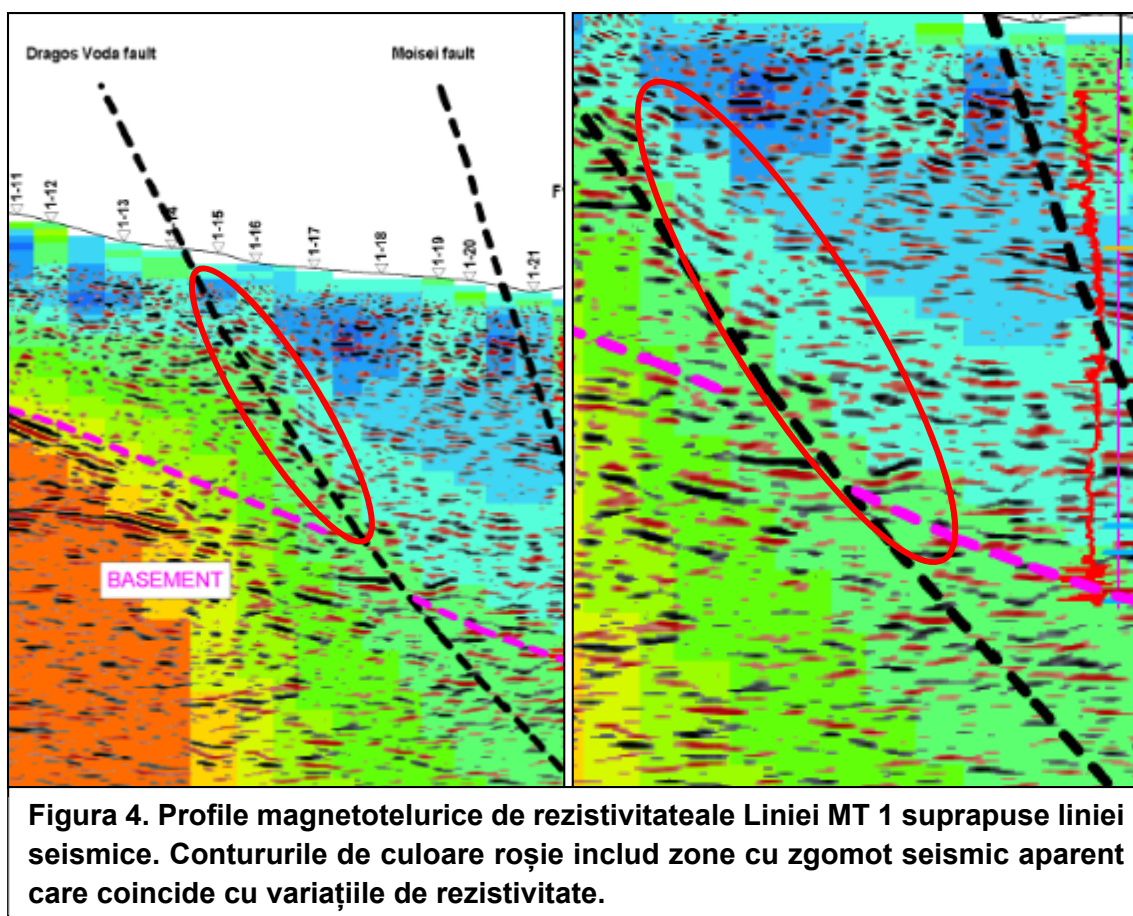 Dragos Voda fault
Moisei fault
1-11
1-12
1-13
1-14
1-15
1-16
1-17
1-18
1-19
1-20
1-21
BASEMENT
Figura 4. Profile magnetotelurice de rezistivitateale Liniei MT 1 suprapuse liniei
seismice. Contururile de culoare roșie includ zone cu zgomot seismic aparent
care coincide cu variațiile de rezistivitate.